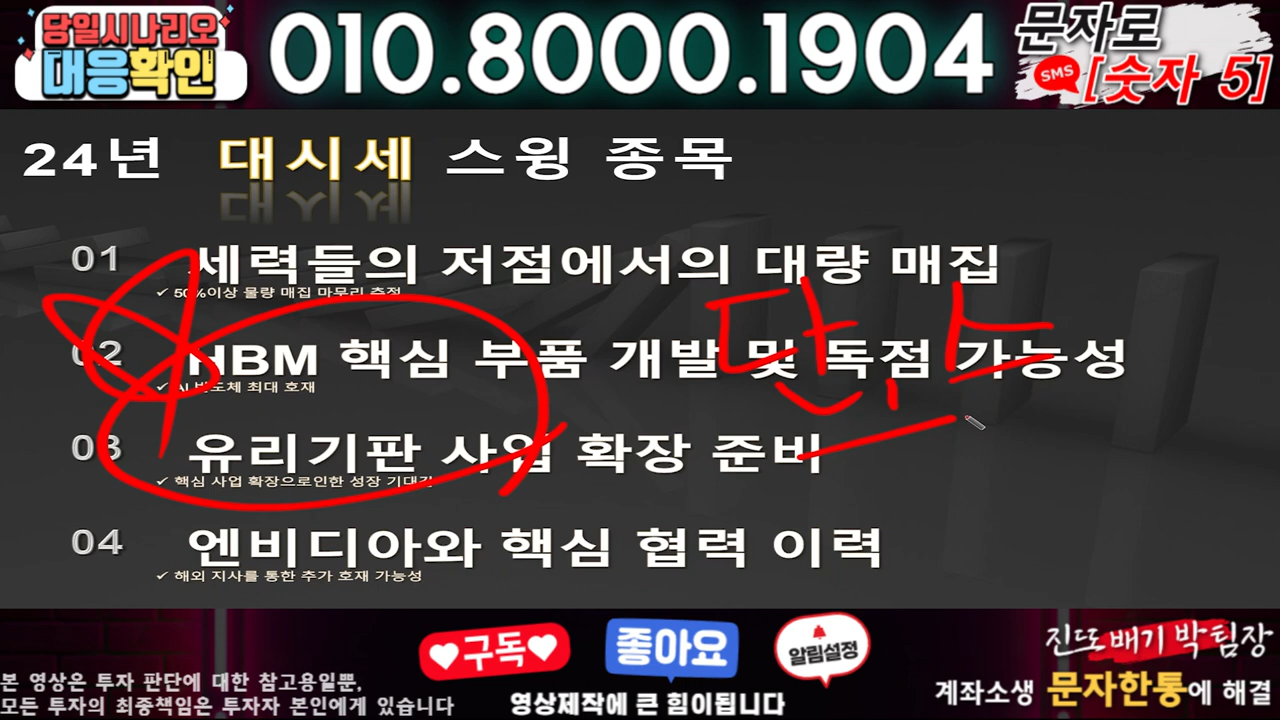 당일시나리오
대응확인
010.8000.1904
문자로
SMS
[숫자 5]
24년 대시세 스윙 종목
01 세력들의 저점에서의 대량 매집
✓ 50%이상 물량 매집 마무리 추정
02 HBM 핵심 부품 개발 및 독점 가능성
✓ AI 반도체 최대 호재
03 유리기판 사업 확장 준비
✓ 핵심 사업 확장으로인한 성장 기대감
04 엔비디아와 핵심 협력 이력
✓ 해외 지사를 통한 추가 호재 가능성
구독
좋아요
알림설정
영상제작에 큰 힘이됩니다
본 영상은 투자 판단에 대한 참고용일뿐,
모든 투자의 최종책임은 투자자 본인에게 있습니다
진또배기 박팀장
계좌소생 문자한통에 해결